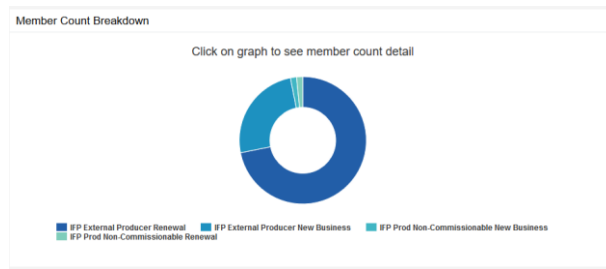 Member Count Breakdown
Click on graph to see member count detail
IFP External Producer Renewal IFP External Producer New Business IFP Prod Non-Commissionable New Business
IFP Prod Non-Commissionable Renewal